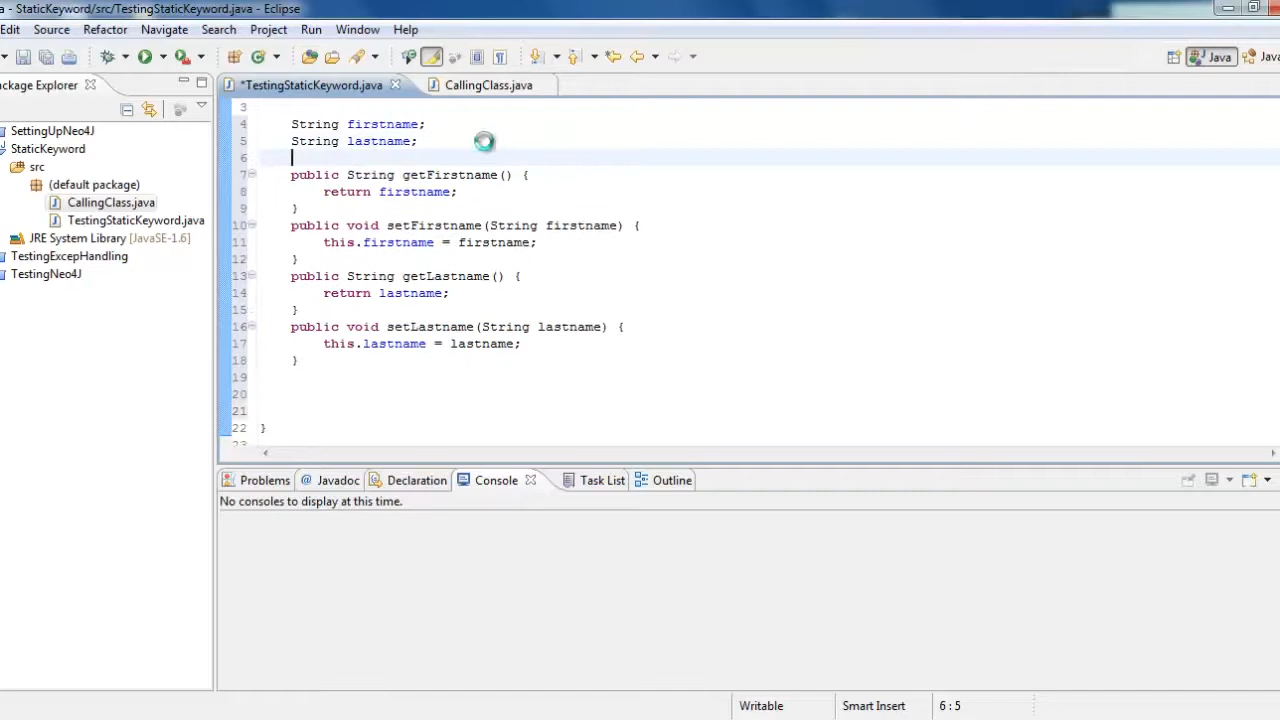 a - StaticKeyword/src/TestingStaticKeyword.java - Eclipse
Edit Source Refactor Navigate Search Project Run Window Help
Java Java
ackage Explorer
*TestingStaticKeyword.java CallingClass.java
SettingUpNeo4J
StaticKeyword
src
(default package)
CallingClass.java
TestingStaticKeyword.java
JRE System Library [JavaSE-1.6]
TestingExcepHandling
TestingNeo4J
3
4 String firstname;
5 String lastname;
6
7 public String getFirstname() {
8 return firstname;
9 }
10 public void setFirstname(String firstname) {
11 this.firstname = firstname;
12 }
13 public String getLastname() {
14 return lastname;
15 }
16 public void setLastname(String lastname) {
17 this.lastname = lastname;
18 }
19
20
21
22 }
23
Problems @ Javadoc Declaration Console Task List Outline
No consoles to display at this time.
Writable Smart Insert 6 : 5